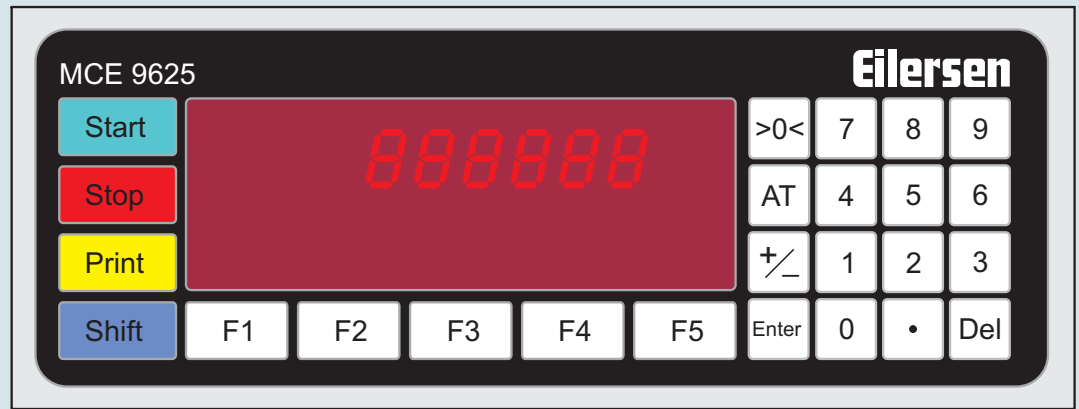 MCE 9625 Eilersen
Start 888888 >0< 7 8 9
Stop AT 4 5 6
Print +/− 1 2 3
Shift F1 F2 F3 F4 F5 Enter 0 • Del